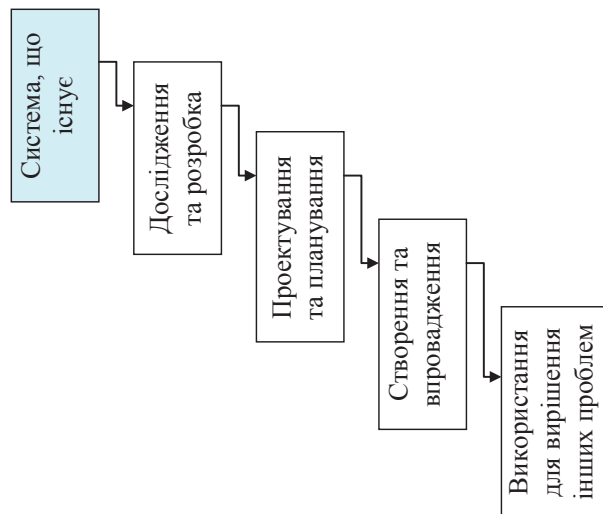 Система, що
існує
Дослідження
та розробка
Проектування
та планування
Створення та
впровадження
Використання
для вирішення
інших проблем